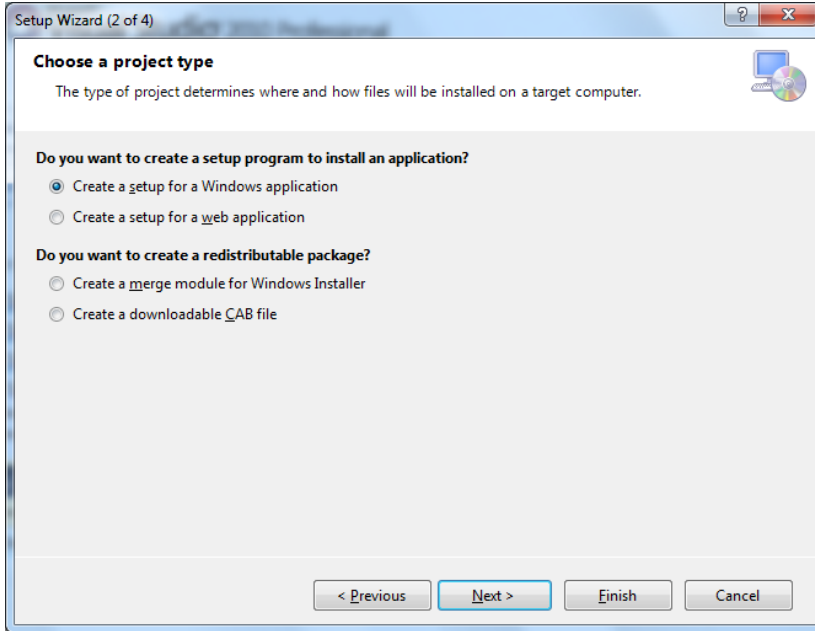 Setup Wizard (2 of 4)
Choose a project type
The type of project determines where and how files will be installed on a target computer.
Do you want to create a setup program to install an application?
Create a setup for a Windows application
Create a setup for a web application
Do you want to create a redistributable package?
Create a merge module for Windows Installer
Create a downloadable CAB file
< Previous Next > Finish Cancel